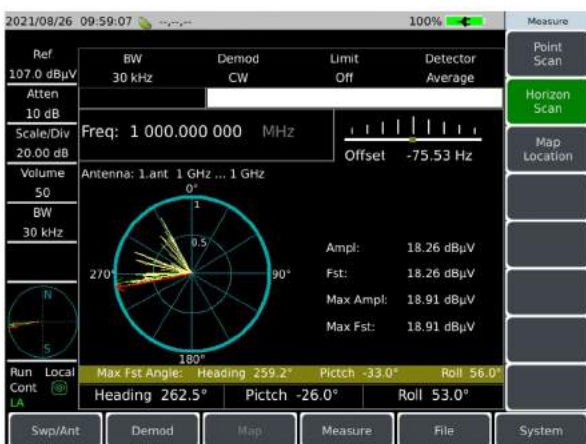 2021/08/26 09:59:07 --,--,-- 100% Measure
Ref
107.0 dBµV
BW Demod Limit Detector
30 kHz CW Off Average
Point
Scan
Atten
10 dB
Horizon
Scan
Scale/Div
20.00 dB
Freq: 1 000.000 000 MHz
Offset -75.53 Hz
Map
Location
Volume
50
Antenna: 1.ant 1 GHz ... 1 GHz
BW
30 kHz
0°
1
0.5
270°
90°
180°
Ampl: 18.26 dBµV
Fst: 18.26 dBµV
Max Ampl: 18.91 dBµV
Max Fst: 18.91 dBµV
N
S
Run Local
Cont
LA
Max Fst Angle: Heading 259.2° Pictch -33.0° Roll 56.0°
Heading 262.5° Pictch -26.0° Roll 53.0°
Swp/Ant Demod Map Measure File System